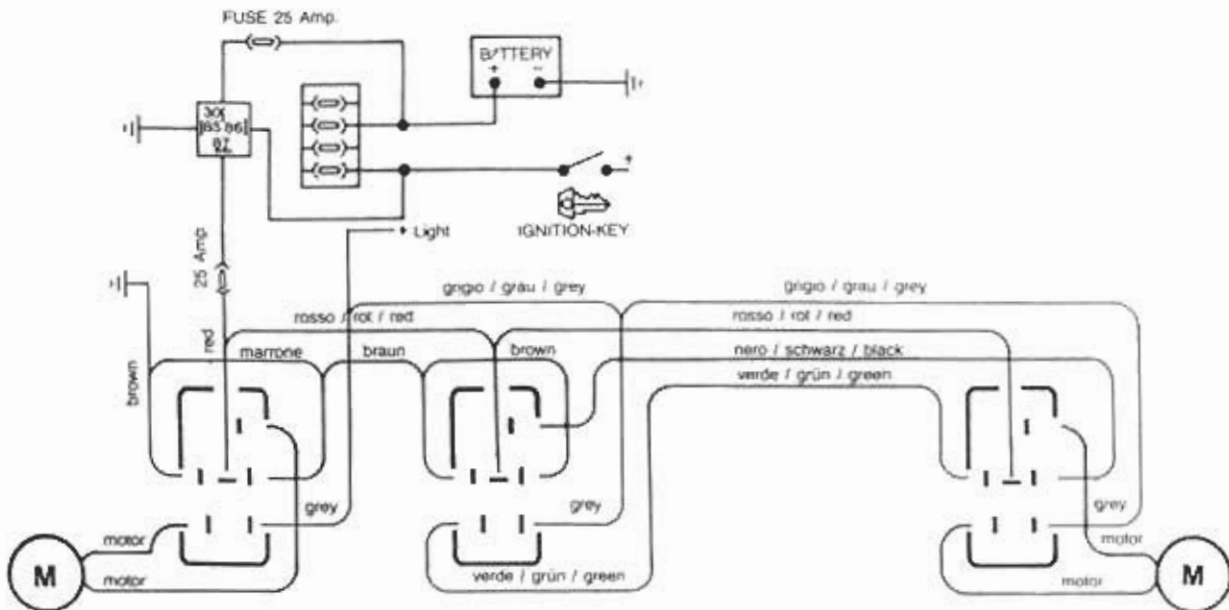 FUSE 25 Amp.
BATTERY
+ −
30
85 86
87
+
+ Light
IGNITION-KEY
25 Amp
grigio / grau / grey
grigio / grau / grey
rosso / rot / red
rosso / rot / red
red
marrone
braun
brown
nero / schwarz / black
brown
verde / grün / green
grey
grey
motor
motor
M
motor
verde / grün / green
motor
M